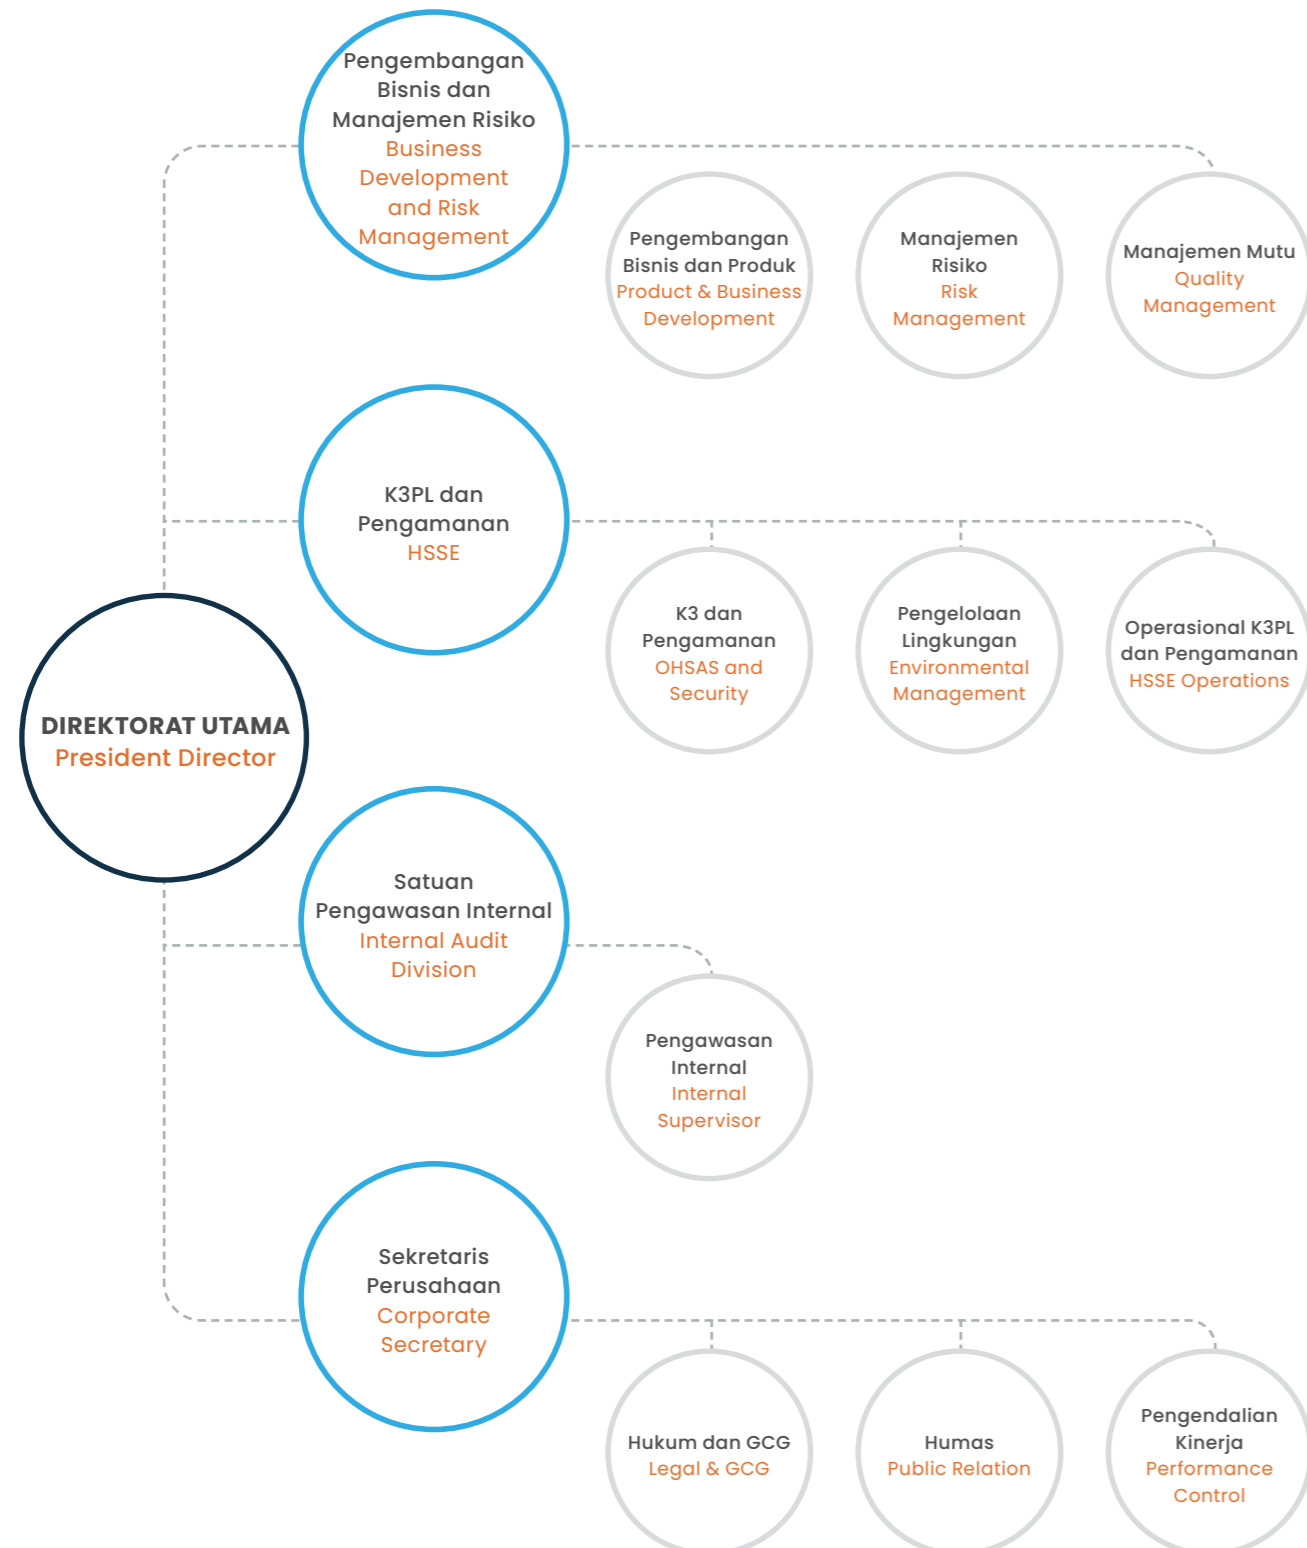 Pengembangan
Bisnis dan
Manajemen Risiko
Business
Development
and Risk
Management
Pengembangan
Bisnis dan Produk
Product & Business
Development
Manajemen
Risiko
Risk
Management
Manajemen Mutu
Quality
Management
K3PL dan
Pengamanan
HSSE
K3 dan
Pengamanan
OHSAS and
Security
Pengelolaan
Lingkungan
Environmental
Management
Operasional K3PL
dan Pengamanan
HSSE Operations
DIREKTORAT UTAMA
President Director
Satuan
Pengawasan Internal
Internal Audit
Division
Pengawasan
Internal
Internal
Supervisor
Sekretaris
Perusahaan
Corporate
Secretary
Hukum dan GCG
Legal & GCG
Humas
Public Relation
Pengendalian
Kinerja
Performance
Control